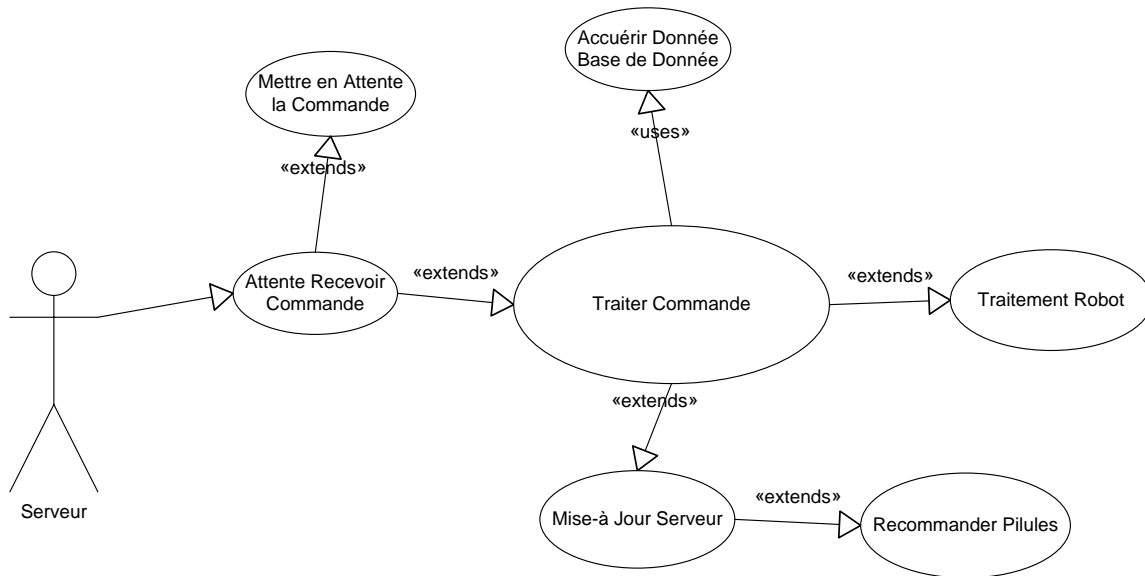 Accuérir Donnée
Base de Donnée
Mettre en Attente
la Commande
«uses»
«extends»
Attente Recevoir
Commande
«extends»
Traiter Commande
«extends»
Traitement Robot
«extends»
Serveur
Mise-à Jour Serveur
«extends»
Recommander Pilules